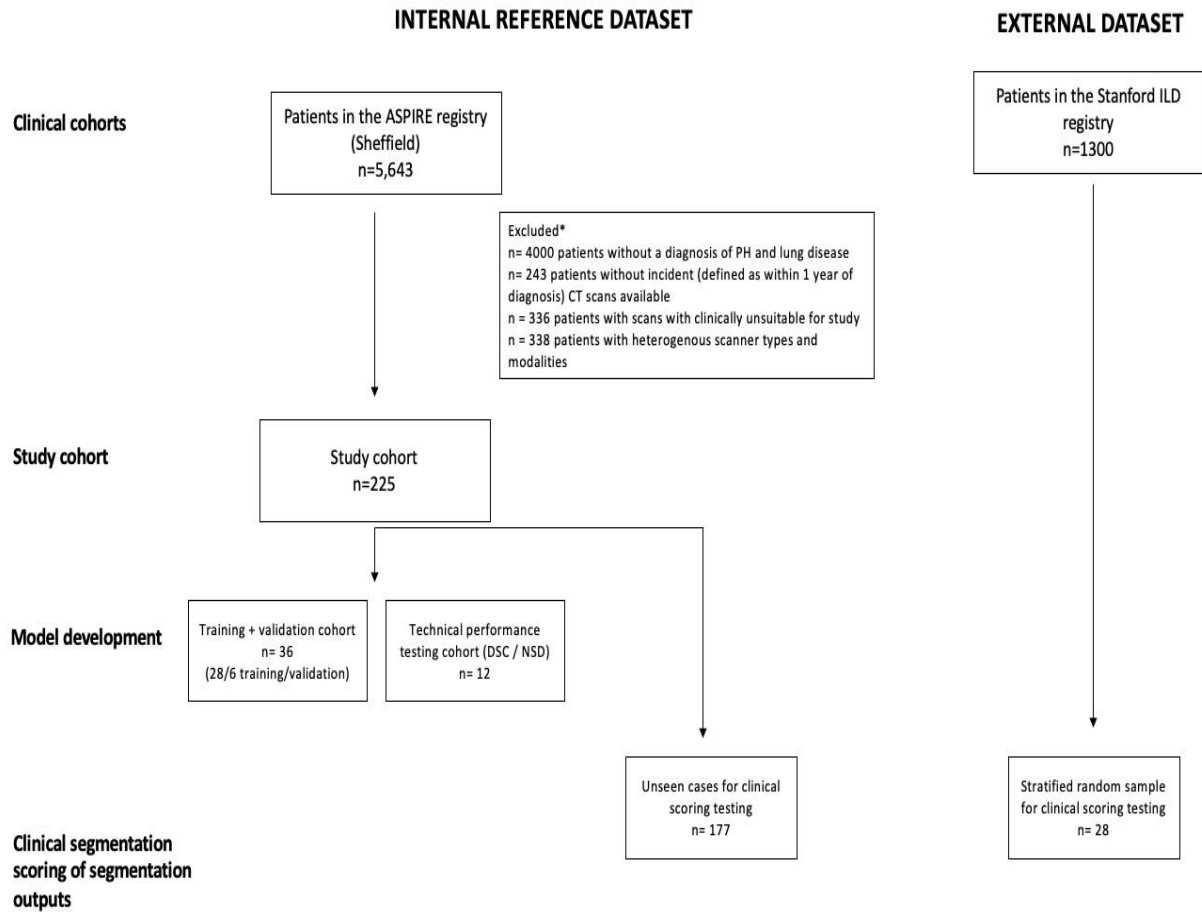 INTERNAL REFERENCE DATASET
EXTERNAL DATASET
Clinical cohorts
Patients in the ASPIRE registry
(Sheffield)
n=5,643
Patients in the Stanford ILD
registry
n=1300
Excluded*
n= 4000 patients without a diagnosis of PH and lung disease
n= 243 patients without incident (defined as within 1 year of
diagnosis) CT scans available
n = 336 patients with scans with clinically unsuitable for study
n = 338 patients with heterogenous scanner types and
modalities
Study cohort
Study cohort
n=225
Model development
Training + validation cohort
n= 36
(28/6 training/validation)
Technical performance
testing cohort (DSC / NSD)
n= 12
Unseen cases for clinical
scoring testing
n= 177
Stratified random sample
for clinical scoring testing
n= 28
Clinical segmentation
scoring of segmentation
outputs